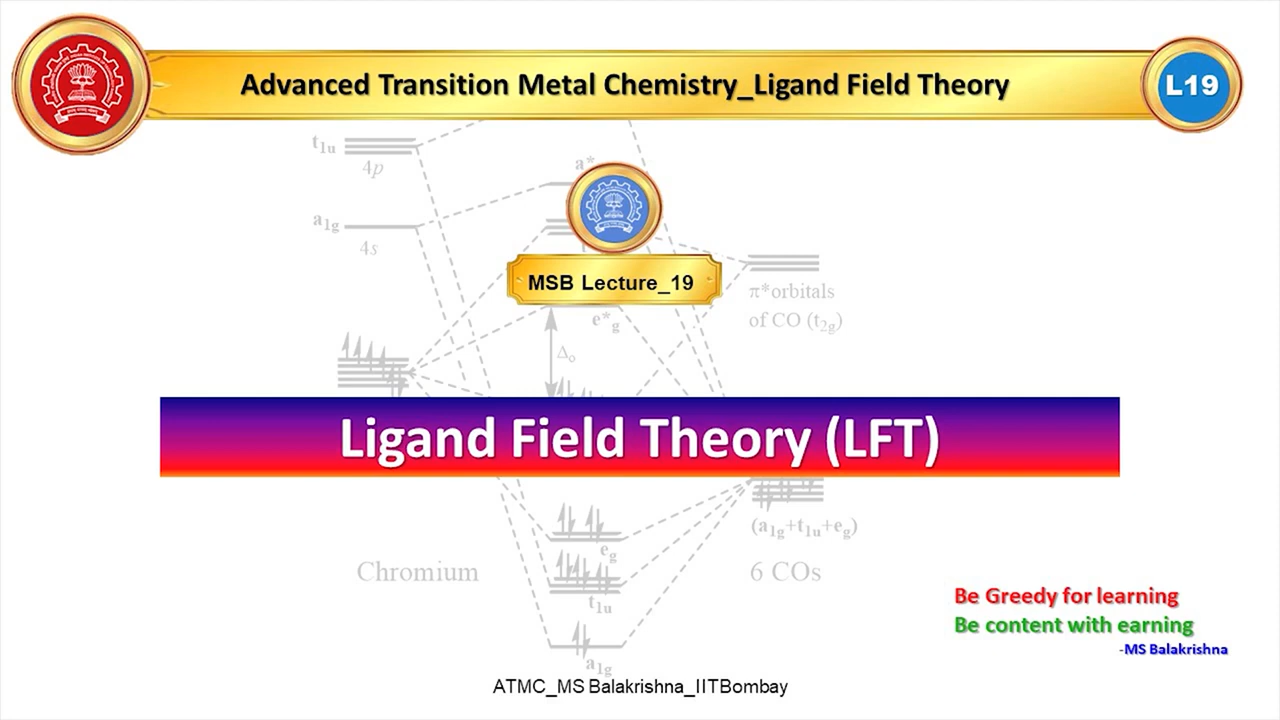 Advanced Transition Metal Chemistry_Ligand Field Theory
L19
t1u
4p
a*
a1g
4s
MSB Lecture_19
π*orbitals
of CO (t2g)
e*g
Δo
Ligand Field Theory (LFT)
(a1g+t1u+eg)
eg
Chromium
6 COs
t1u
Be Greedy for learning
Be content with earning
-MS Balakrishna
a1g
ATMC_MS Balakrishna_IITBombay